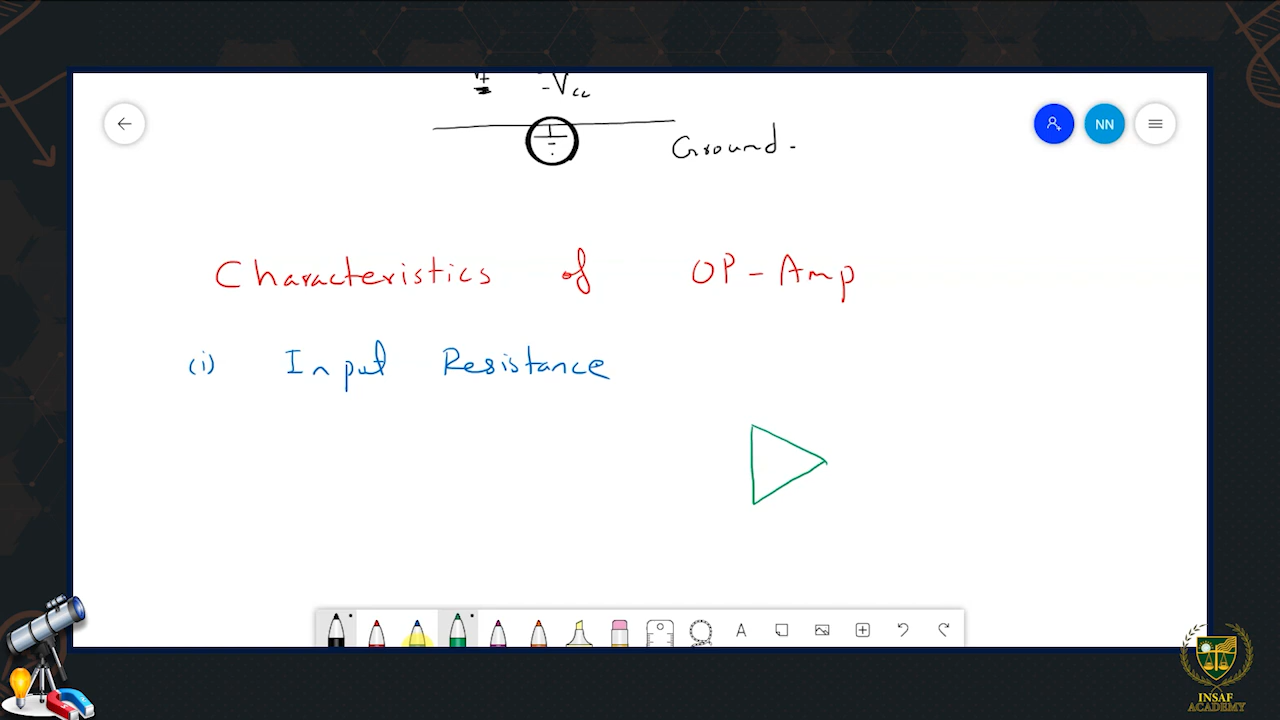 -Vcc
Ground.
NN
Characteristics of OP-Amp
(i) Input Resistance
A
INSAF
ACADEMY